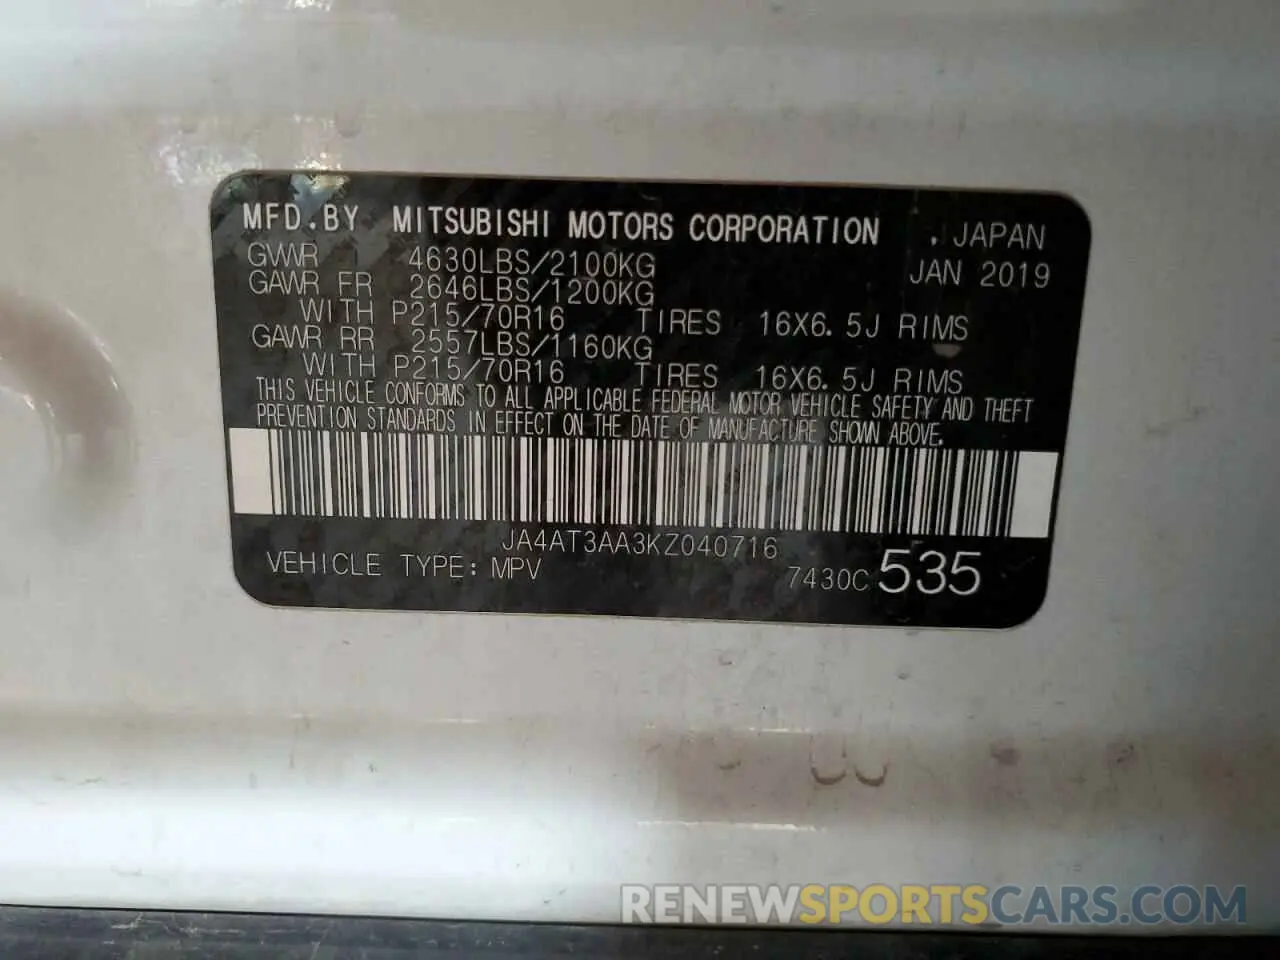 MFD.BY MITSUBISHI MOTORS CORPORATION . JAPAN
GVWR 4630LBS/2100KG JAN 2019
GAWR FR 2646LBS/1200KG
WITH P215/70R16 TIRES 16X6.5J RIMS
GAWR RR 2557LBS/1160KG
WITH P215/70R16 TIRES 16X6.5J RIMS
THIS VEHICLE CONFORMS TO ALL APPLICABLE FEDERAL MOTOR VEHICLE SAFETY AND THEFT
PREVENTION STANDARDS IN EFFECT ON THE DATE OF MANUFACTURE SHOWN ABOVE.
JA4AT3AA3KZ040716
VEHICLE TYPE: MPV 7430C 535
RENEWSPORTSCARS.COM